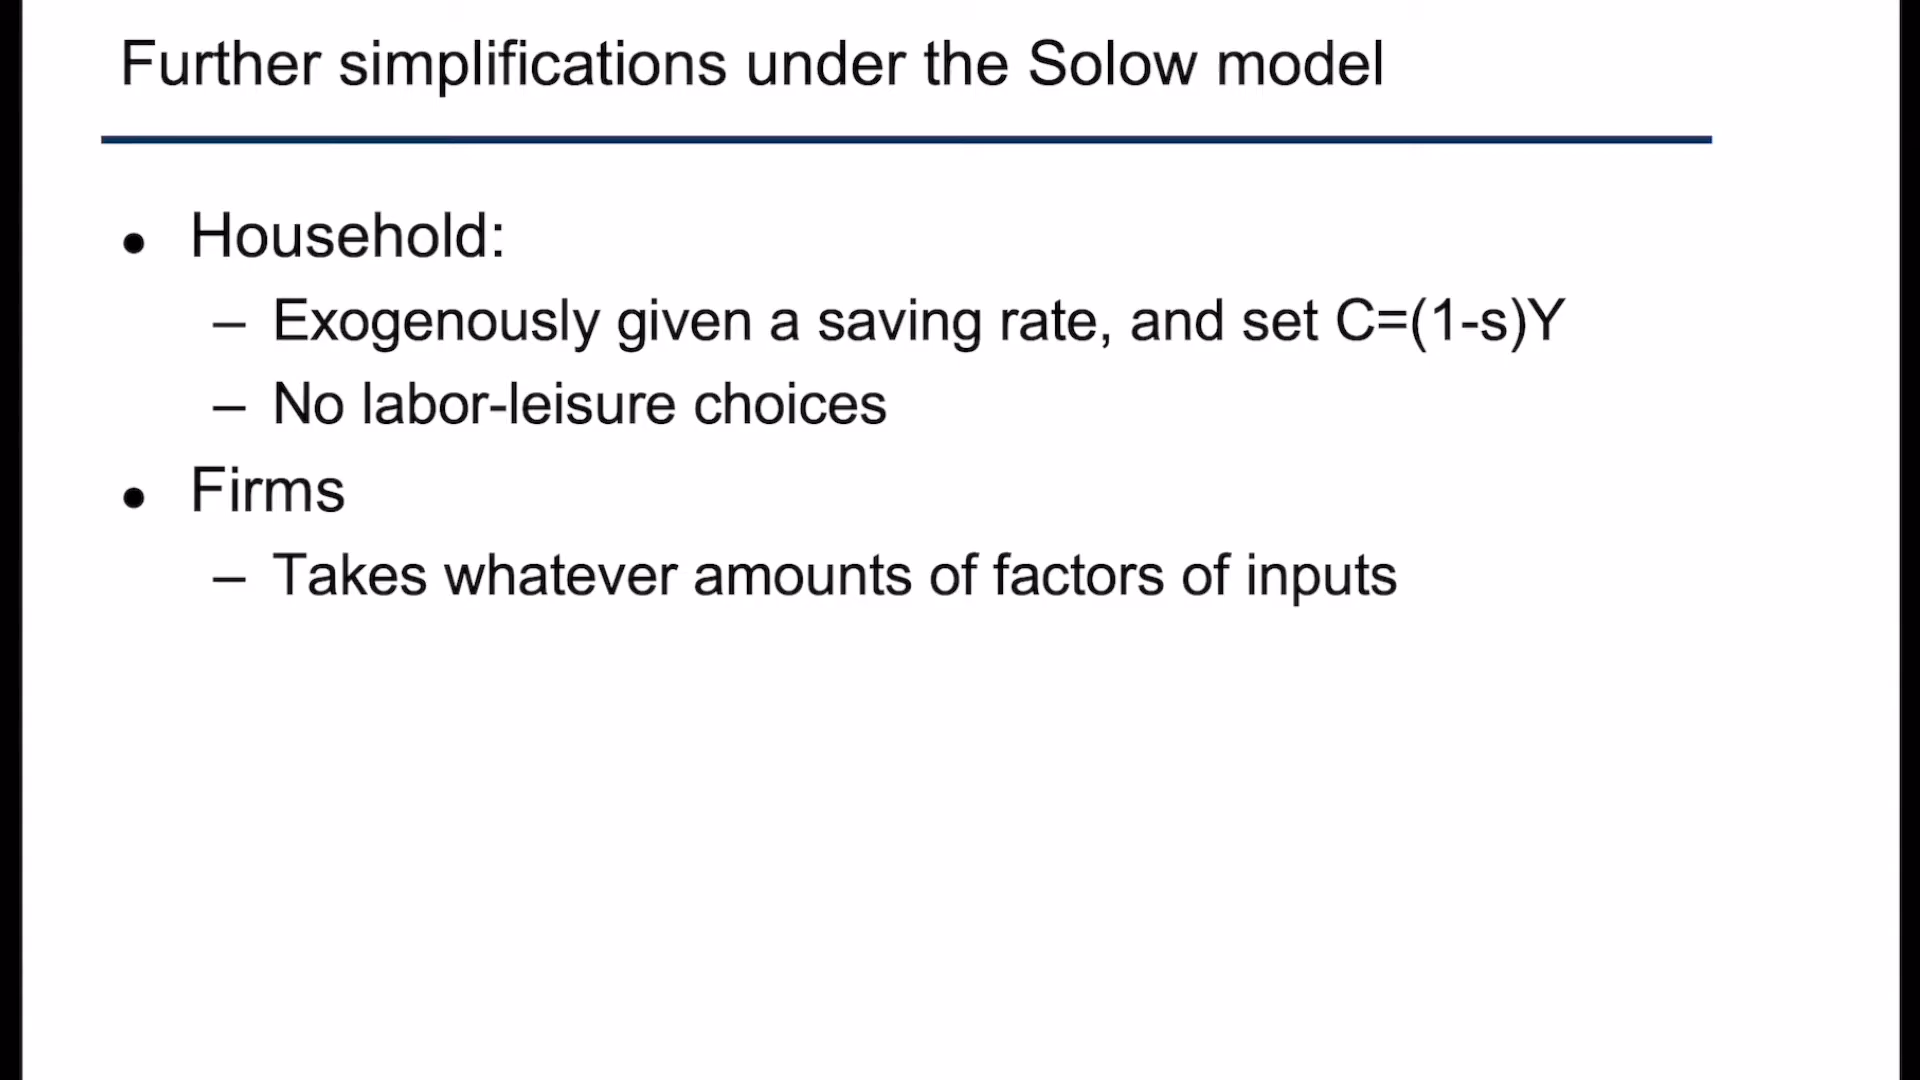 Further simplifications under the Solow model
● Household:
– Exogenously given a saving rate, and set C=(1-s)Y
– No labor-leisure choices
● Firms
– Takes whatever amounts of factors of inputs